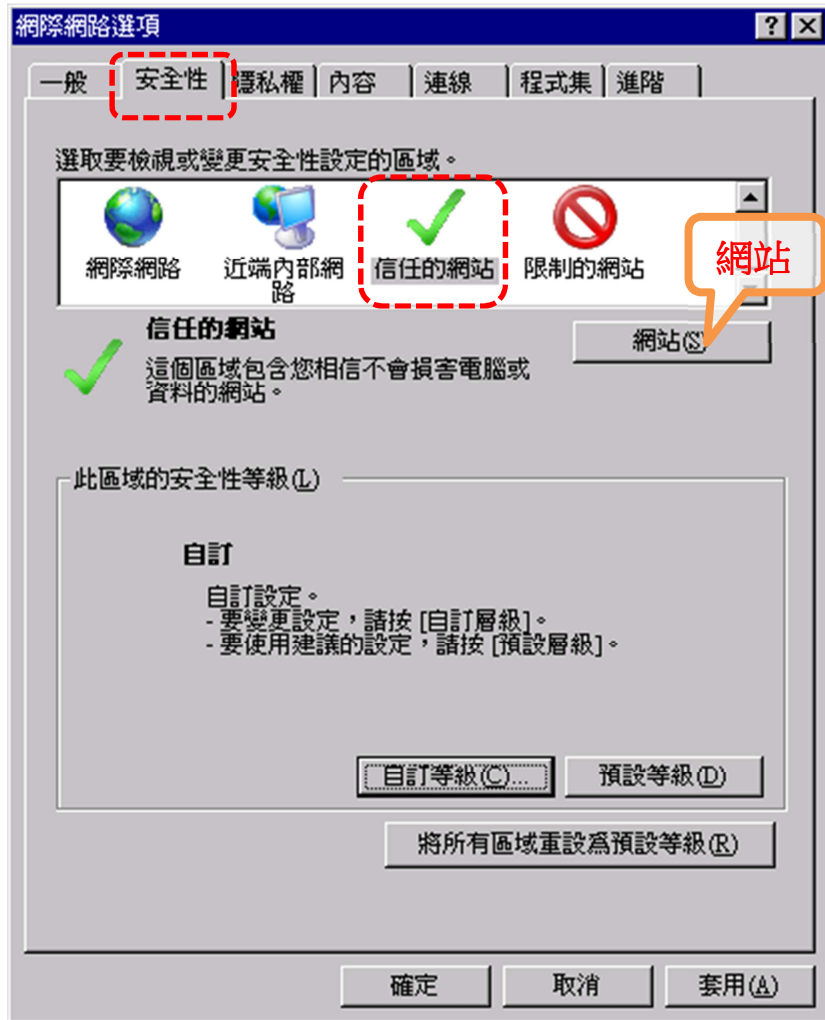 網際網路選項
一般 安全性 隱私權 內容 連線 程式集 進階
選取要檢視或變更安全性設定的區域。
網際網路 近端內部網路 信任的網站 限制的網站
網站
信任的網站
網站(S)
這個區域包含您相信不會損害電腦或
資料的網站。
此區域的安全性等級(L)
自訂
自訂設定。
- 要變更設定，請按 [自訂層級]。
- 要使用建議的設定，請按 [預設層級]。
自訂等級(C)... 預設等級(D)
將所有區域重設為預設等級(R)
確定 取消 套用(A)